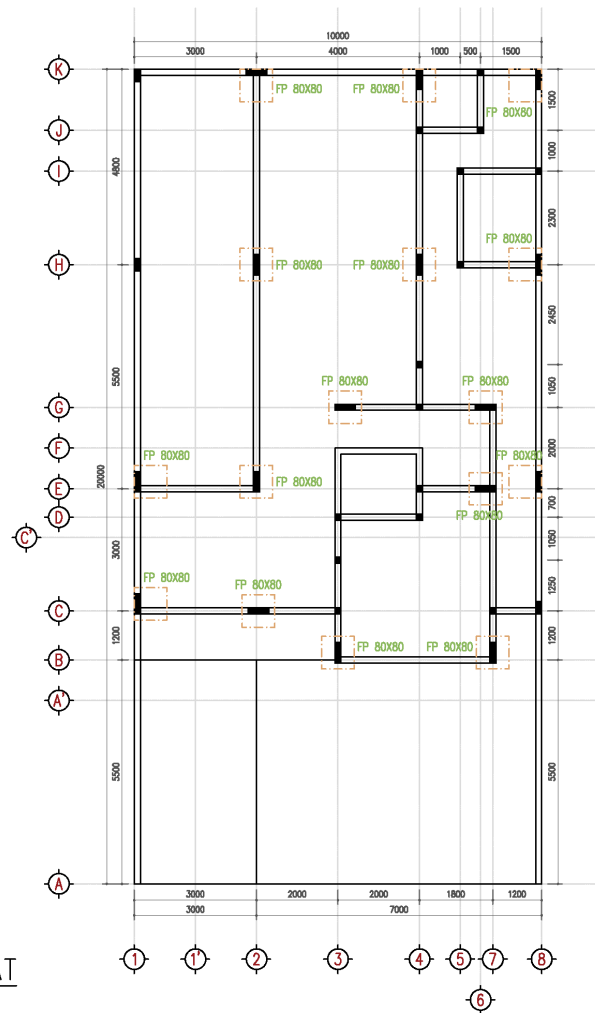 10000
3000 4000 1000 500 1500
K
FP 80X80 FP 80X80
1500
FP 80X80
J
1000
I
4800
2300
FP 80X80
H
FP 80X80 FP 80X80
2450
5500
FP 80X80 FP 80X80
1050
G
2000
F
FP 80X80 FP 80X80
20000
E
FP 80X80
700
D
FP 80X80
C'
1050
3000
FP 80X80 FP 80X80
1250
C
1200 1200
FP 80X80 FP 80X80
B
A'
5500 5500
A
3000 2000 2000 1800 1200
3000 7000
1 1' 2 3 4 5 7 8
AT
6